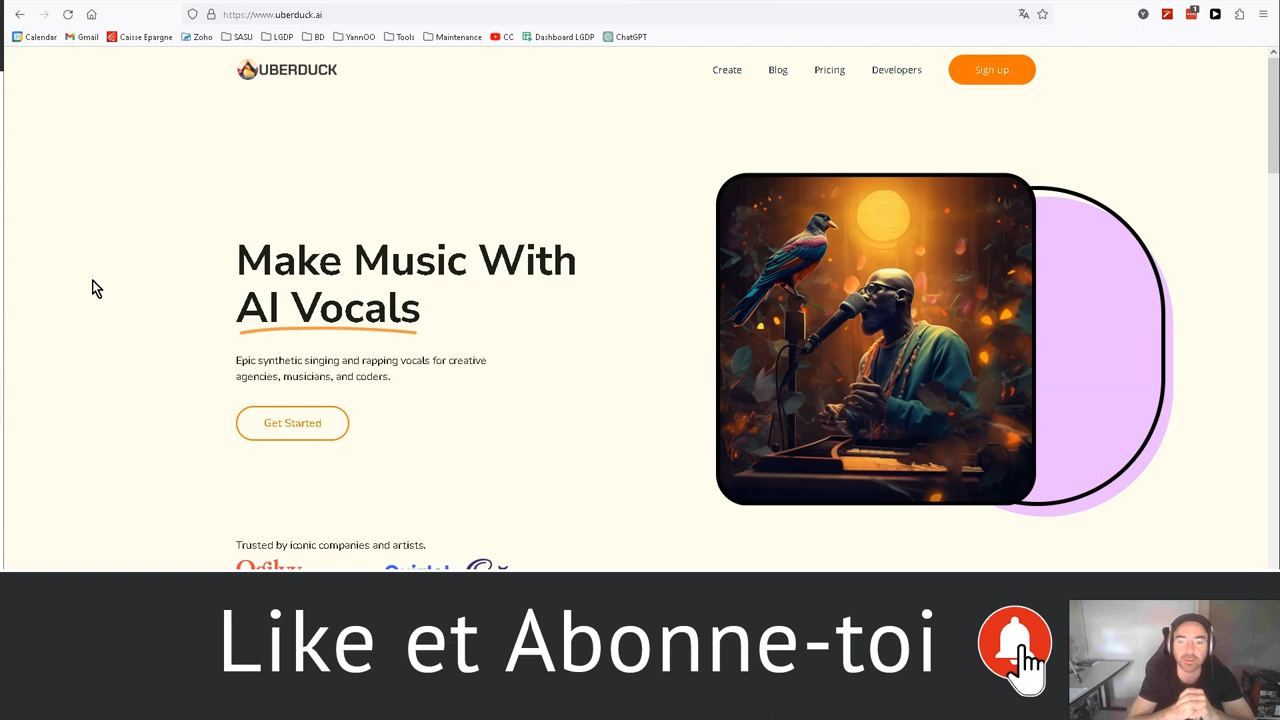 https://www.uberduck.ai
1
Calendar
Gmail
Caisse Epargne
Zoho
SASU
LGDP
BD
YannOO
Tools
Maintenance
CC
Dashboard LGDP
ChatGPT
UBERDUCK
Create
Blog
Pricing
Developers
Sign up
Make Music With
AI Vocals
Epic synthetic singing and rapping vocals for creative
agencies, musicians, and coders.
Get Started
Trusted by iconic companies and artists.
Like et Abonne-toi